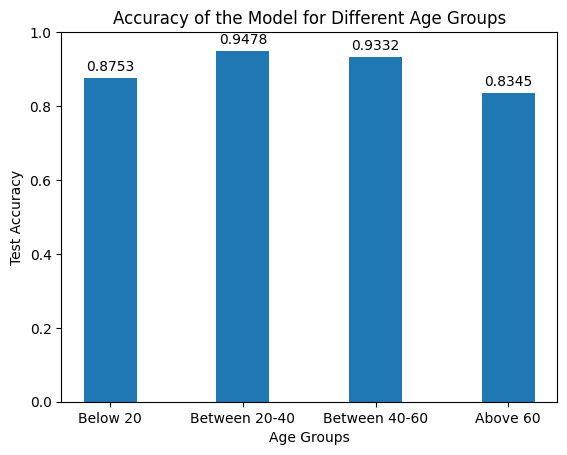 Accuracy of the Model for Different Age Groups
1.0
0.8
0.6
0.4
0.2
0.0
Test Accuracy
0.8753
0.9478
0.9332
0.8345
Below 20
Between 20-40
Between 40-60
Above 60
Age Groups